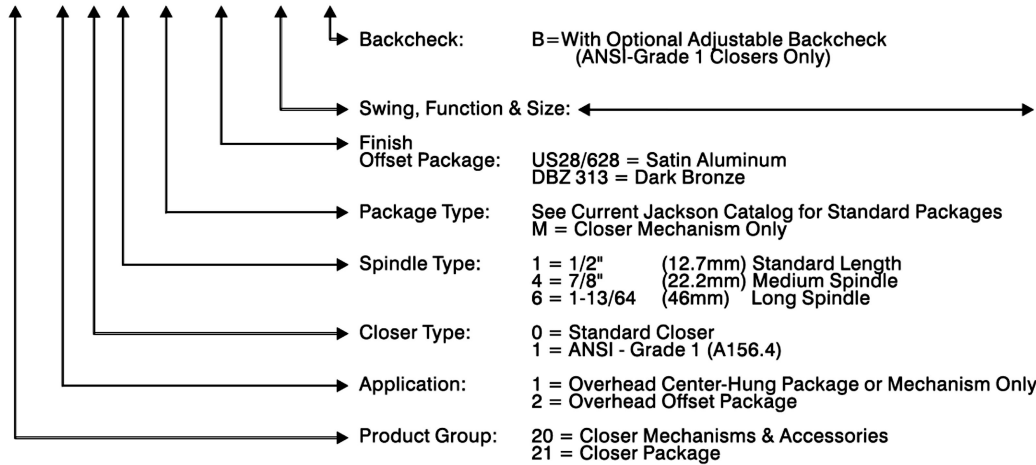 Backcheck: B=With Optional Adjustable Backcheck
(ANSI-Grade 1 Closers Only)
Swing, Function & Size:
Finish
Offset Package: US28/628 = Satin Aluminum
DBZ 313 = Dark Bronze
Package Type: See Current Jackson Catalog for Standard Packages
M = Closer Mechanism Only
Spindle Type: 1 = 1/2" (12.7mm) Standard Length
4 = 7/8" (22.2mm) Medium Spindle
6 = 1-13/64 (46mm) Long Spindle
Closer Type: 0 = Standard Closer
1 = ANSI - Grade 1 (A156.4)
Application: 1 = Overhead Center-Hung Package or Mechanism Only
2 = Overhead Offset Package
Product Group: 20 = Closer Mechanisms & Accessories
21 = Closer Package